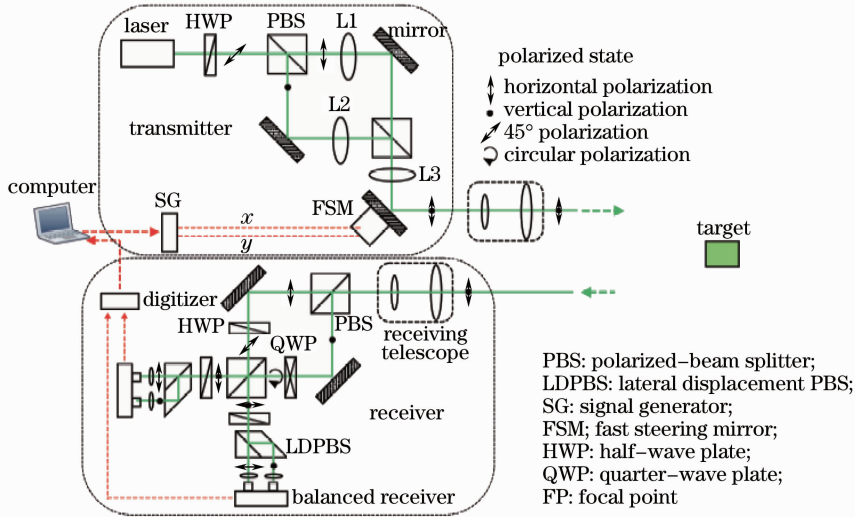 laser
HWP
PBS
L1
mirror
transmitter
L2
L3
polarized state
horizontal polarization
vertical polarization
45° polarization
circular polarization
computer
SG
x
y
FSM
target
digitizer
HWP
PBS
QWP
receiving
telescope
receiver
LDPBS
balanced receiver
PBS: polarized-beam splitter;
LDPBS: lateral displacement PBS;
SG: signal generator;
FSM; fast steering mirror;
HWP: half-wave plate;
QWP: quarter-wave plate;
FP: focal point